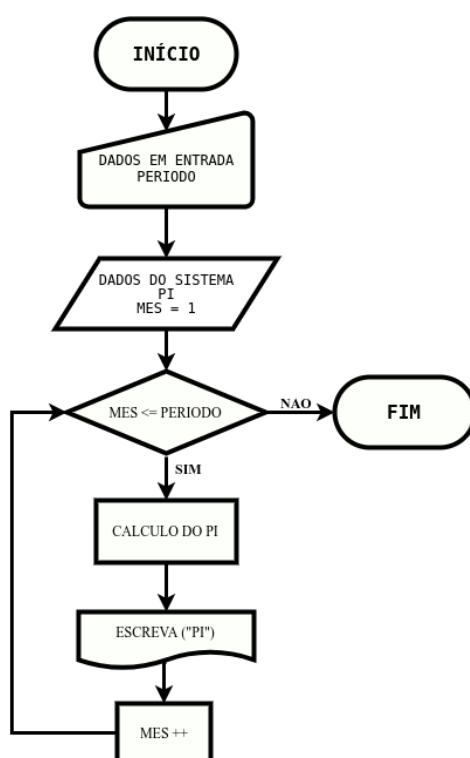 INÍCIO
DADOS EM ENTRADA
PERIODO
DADOS DO SISTEMA
PI
MES = 1
MES <= PERIODO
NAO
FIM
SIM
CALCULO DO PI
ESCREVA ("PI")
MES ++